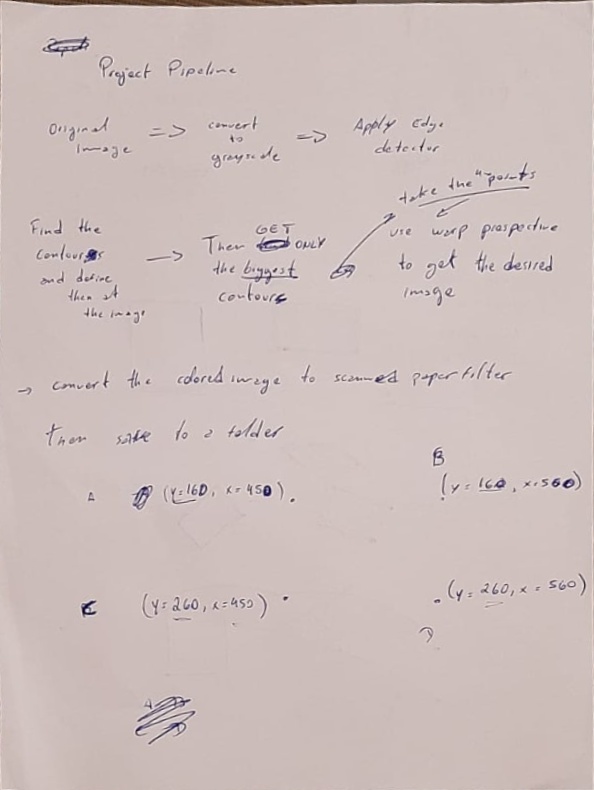 Project Pipeline
Original => convert => Apply Edge
image to detector
grayscale
take the 4 points
Find the
contours
and define
them at
the image
→ Then GET ONLY
the biggest
contours
use warp prespective
to get the desired
image
→ convert the colored image to scanned paper filter
Then save to a folder
A (y=160, x=450).
B
(y=160, x=560)
C (y=260, x=450) .
. (y=260, x=560)